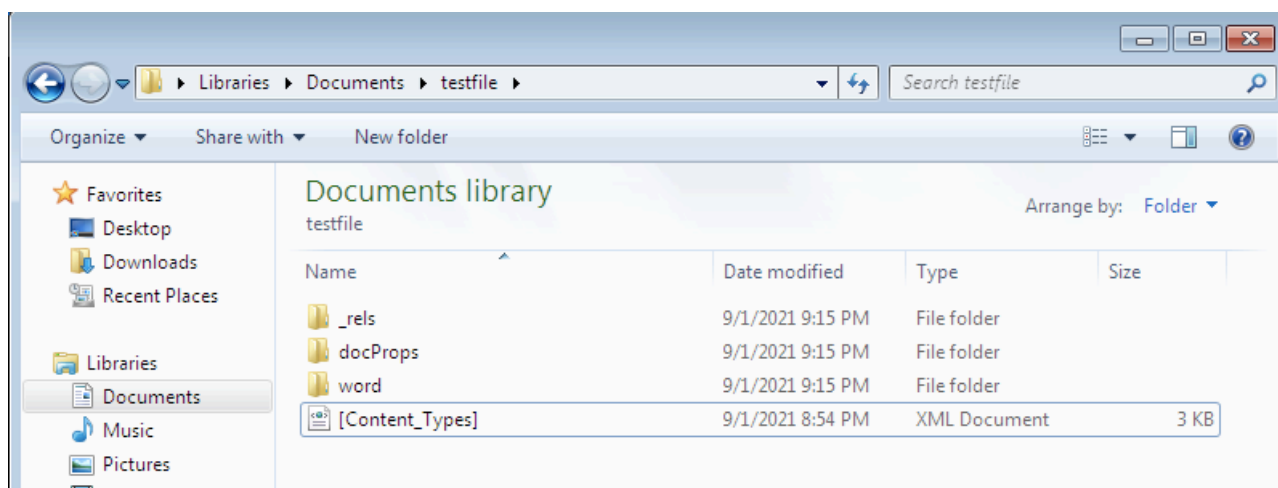 Libraries Documents testfile
Search testfile
Organize Share with New folder
Favorites
Desktop
Downloads
Recent Places
Libraries
Documents
Music
Pictures
Documents library
testfile
Arrange by: Folder
Name Date modified Type Size
_rels 9/1/2021 9:15 PM File folder
docProps 9/1/2021 9:15 PM File folder
word 9/1/2021 9:15 PM File folder
[Content_Types] 9/1/2021 8:54 PM XML Document 3 KB